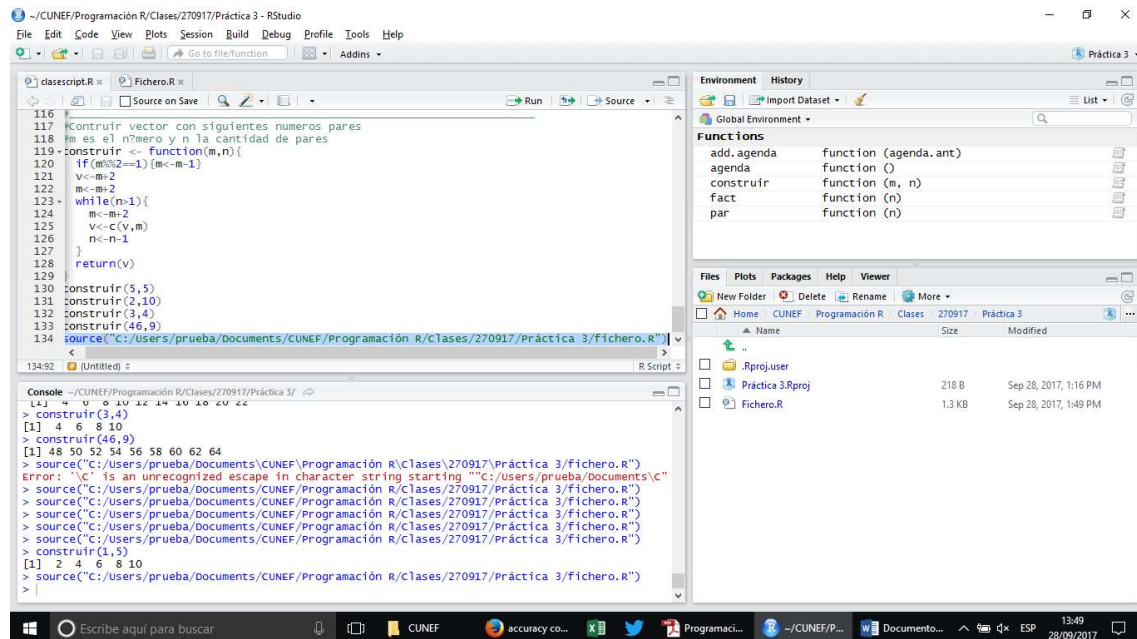 ~/CUNEF/Programación R/Clases/270917/Práctica 3 - RStudio
File Edit Code View Plots Session Build Debug Profile Tools Help
Go to file/function Addins Práctica 3
clasescript.R Fichero.R
Source on Save Run Source
116 #
117 #Contruir vector con siguientes numeros pares
118 #m es el n?mero y n la cantidad de pares
119 construir <- function(m,n){
120 if(m%%2==1){m<-m-1}
121 v<-m+2
122 m<-m+2
123 while(n>1){
124 m<-m+2
125 v<-c(v,m)
126 n<-n-1
127 }
128 return(v)
129 }
130 construir(5,5)
131 construir(2,10)
132 construir(3,4)
133 construir(46,9)
134 source("C:/Users/prueba/Documents/CUNEF/Programación R/Clases/270917/Práctica 3/fichero.R")
134:92 (Untitled) R Script
Console ~/CUNEF/Programación R/Clases/270917/Práctica 3/
[1] 4 6 8 10 12 14 16 18 20 22
> construir(3,4)
[1] 4 6 8 10
> construir(46,9)
[1] 48 50 52 54 56 58 60 62 64
> source("C:/Users/prueba/Documents\CUNEF\Programación R\Clases\270917\Práctica 3/fichero.R")
Error: '\C' is an unrecognized escape in character string starting ""C:/Users/prueba/Documents\C"
> source("C:/Users/prueba/Documents/CUNEF/Programación R/Clases/270917/Práctica 3/fichero.R")
> source("C:/Users/prueba/Documents/CUNEF/Programación R/Clases/270917/Práctica 3/fichero.R")
> source("C:/Users/prueba/Documents/CUNEF/Programación R/Clases/270917/Práctica 3/fichero.R")
> source("C:/Users/prueba/Documents/CUNEF/Programación R/Clases/270917/Práctica 3/fichero.R")
> source("C:/Users/prueba/Documents/CUNEF/Programación R/Clases/270917/Práctica 3/fichero.R")
> construir(1,5)
[1] 2 4 6 8 10
> source("C:/Users/prueba/Documents/CUNEF/Programación R/Clases/270917/Práctica 3/fichero.R")
>
Environment History
Import Dataset List
Global Environment
Functions
add.agenda function (agenda.ant)
agenda function ()
construir function (m, n)
fact function (n)
par function (n)
Files Plots Packages Help Viewer
New Folder Delete Rename More
Home CUNEF Programación R Clases 270917 Práctica 3
Name Size Modified
..
.Rproj.user
Práctica 3.Rproj 218 B Sep 28, 2017, 1:16 PM
Fichero.R 1.3 KB Sep 28, 2017, 1:49 PM
Escribe aquí para buscar CUNEF accuracy co... Programaci... ~/CUNEF/P... Documento... ESP 13:49
28/09/2017